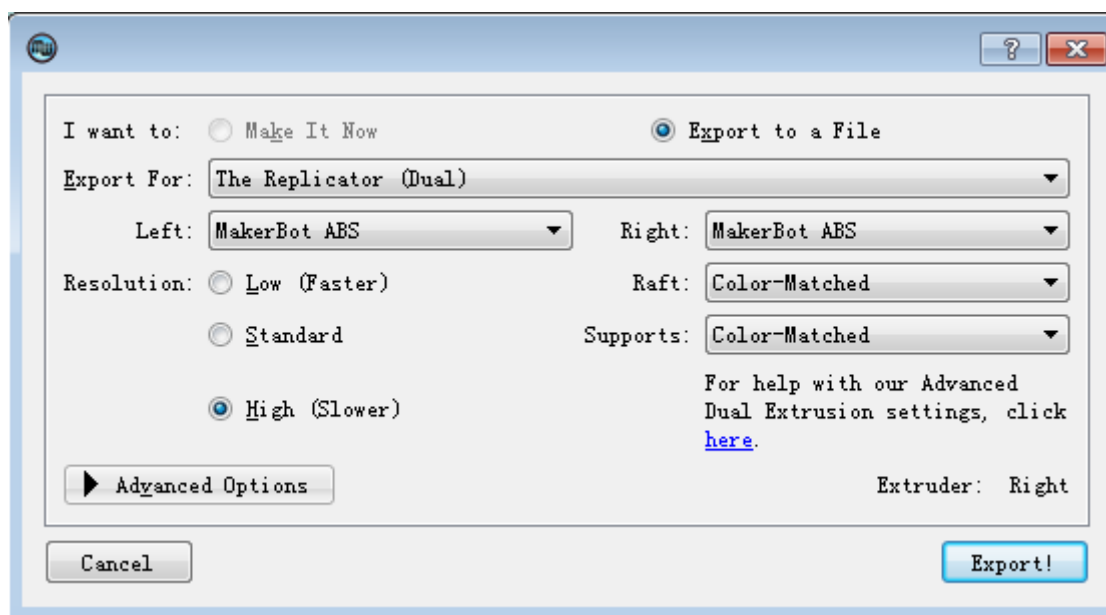 I want to: Make It Now Export to a File
Export For: The Replicator (Dual)
Left: MakerBot ABS Right: MakerBot ABS
Resolution: Low (Faster) Raft: Color-Matched
Standard Supports: Color-Matched
High (Slower)
For help with our Advanced
Dual Extrusion settings, click
here.
Advanced Options Extruder: Right
Cancel Export!